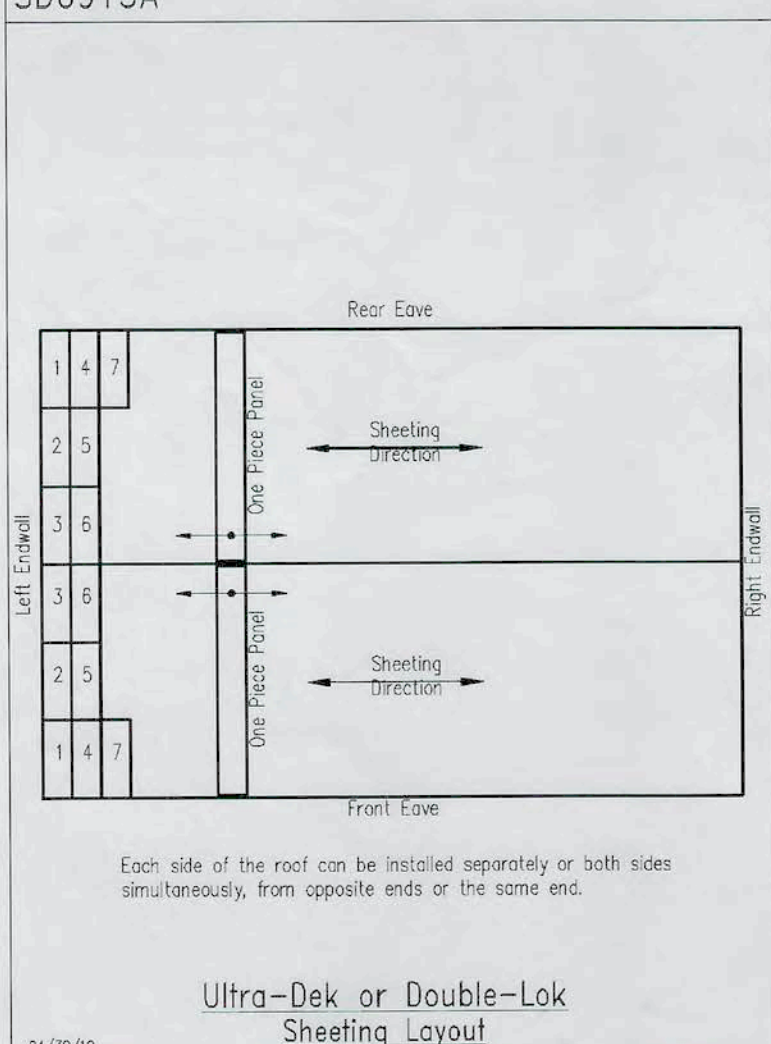 Rear Eave
1 4 7
2 5
3 6
3 6
2 5
1 4 7
Left Endwall
One Piece Panel
One Piece Panel
Sheeting
Direction
Sheeting
Direction
Right Endwall
Front Eave
Each side of the roof can be installed separately or both sides
simultaneously, from opposite ends or the same end.
Ultra-Dek or Double-Lok
Sheeting Layout